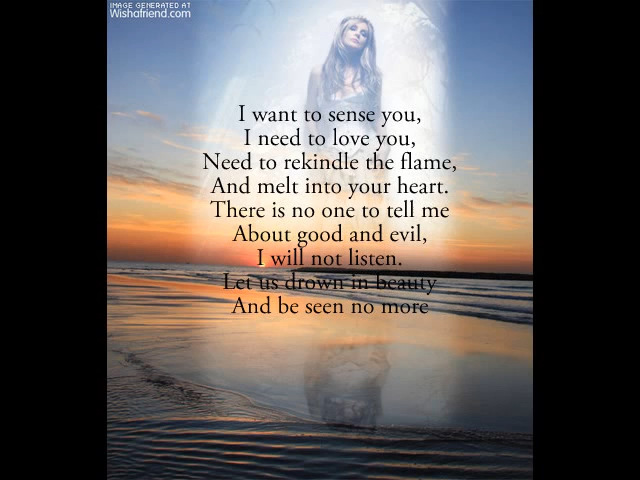 IMAGE GENERATED AT
Wishafriend.com
I want to sense you,
I need to love you,
Need to rekindle the flame,
And melt into your heart.
There is no one to tell me
About good and evil,
I will not listen.
Let us drown in beauty
And be seen no more